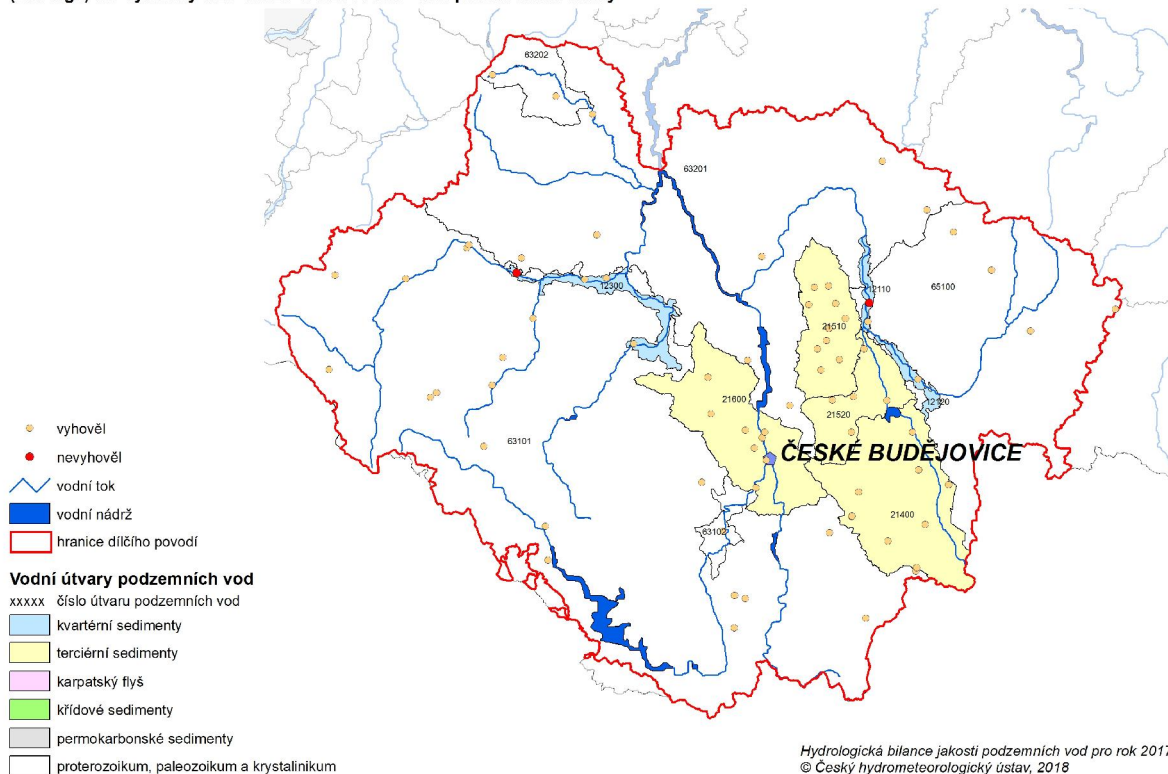 63202
63201
12300
12110
65100
21510
12120
21600
21520
63101
ČESKÉ BUDĚJOVICE
21400
63102
vyhověl
nevyhověl
vodní tok
vodní nádrž
hranice dílčího povodí
Vodní útvary podzemních vod
xxxxx číslo útvaru podzemních vod
kvartérní sedimenty
terciérní sedimenty
karpatský flyš
křídové sedimenty
permokarbonské sedimenty
proterozoikum, paleozoikum a krystalinikum
Hydrologická bilance jakosti podzemních vod pro rok 2017
© Český hydrometeorologický ústav, 2018